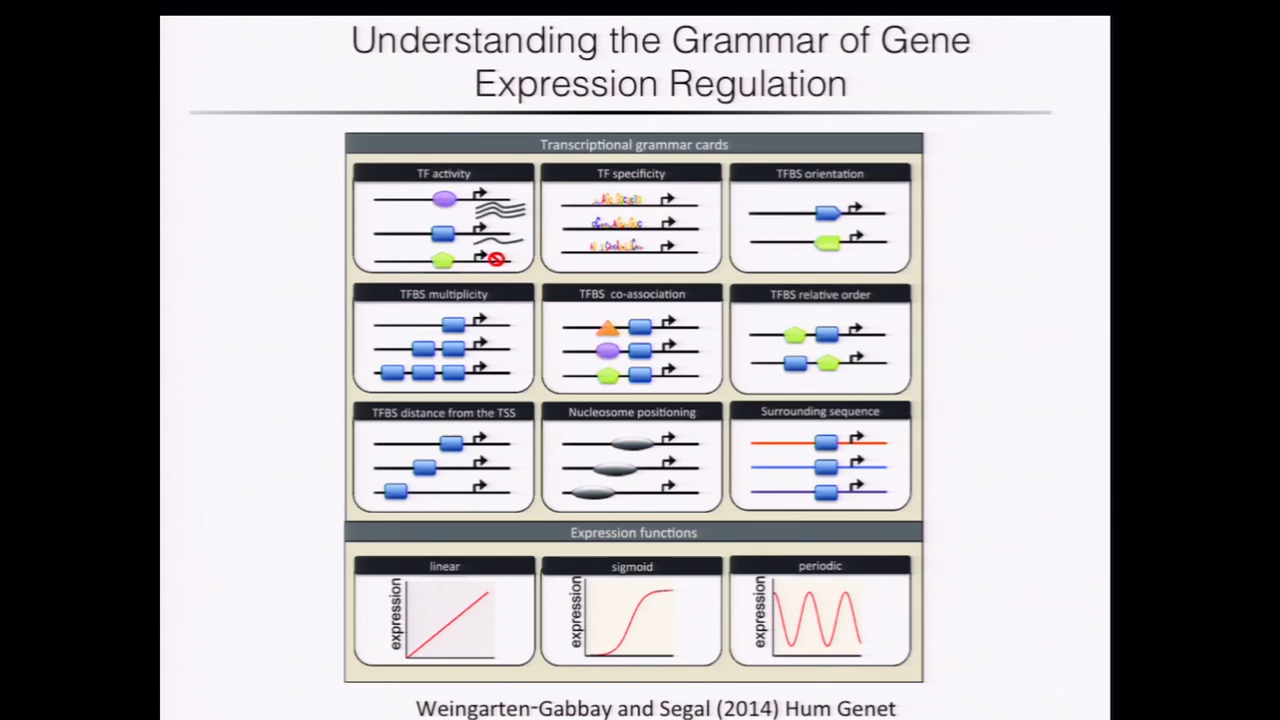 Understanding the Grammar of Gene
Expression Regulation
Transcriptional grammar cards
TF activity
TF specificity
TFBS orientation
TFBS multiplicity
TFBS co-association
TFBS relative order
TFBS distance from the TSS
Nucleosome positioning
Surrounding sequence
Expression functions
linear
sigmoid
periodic
expression
expression
expression
Weingarten-Gabbay and Segal (2014) Hum Genet